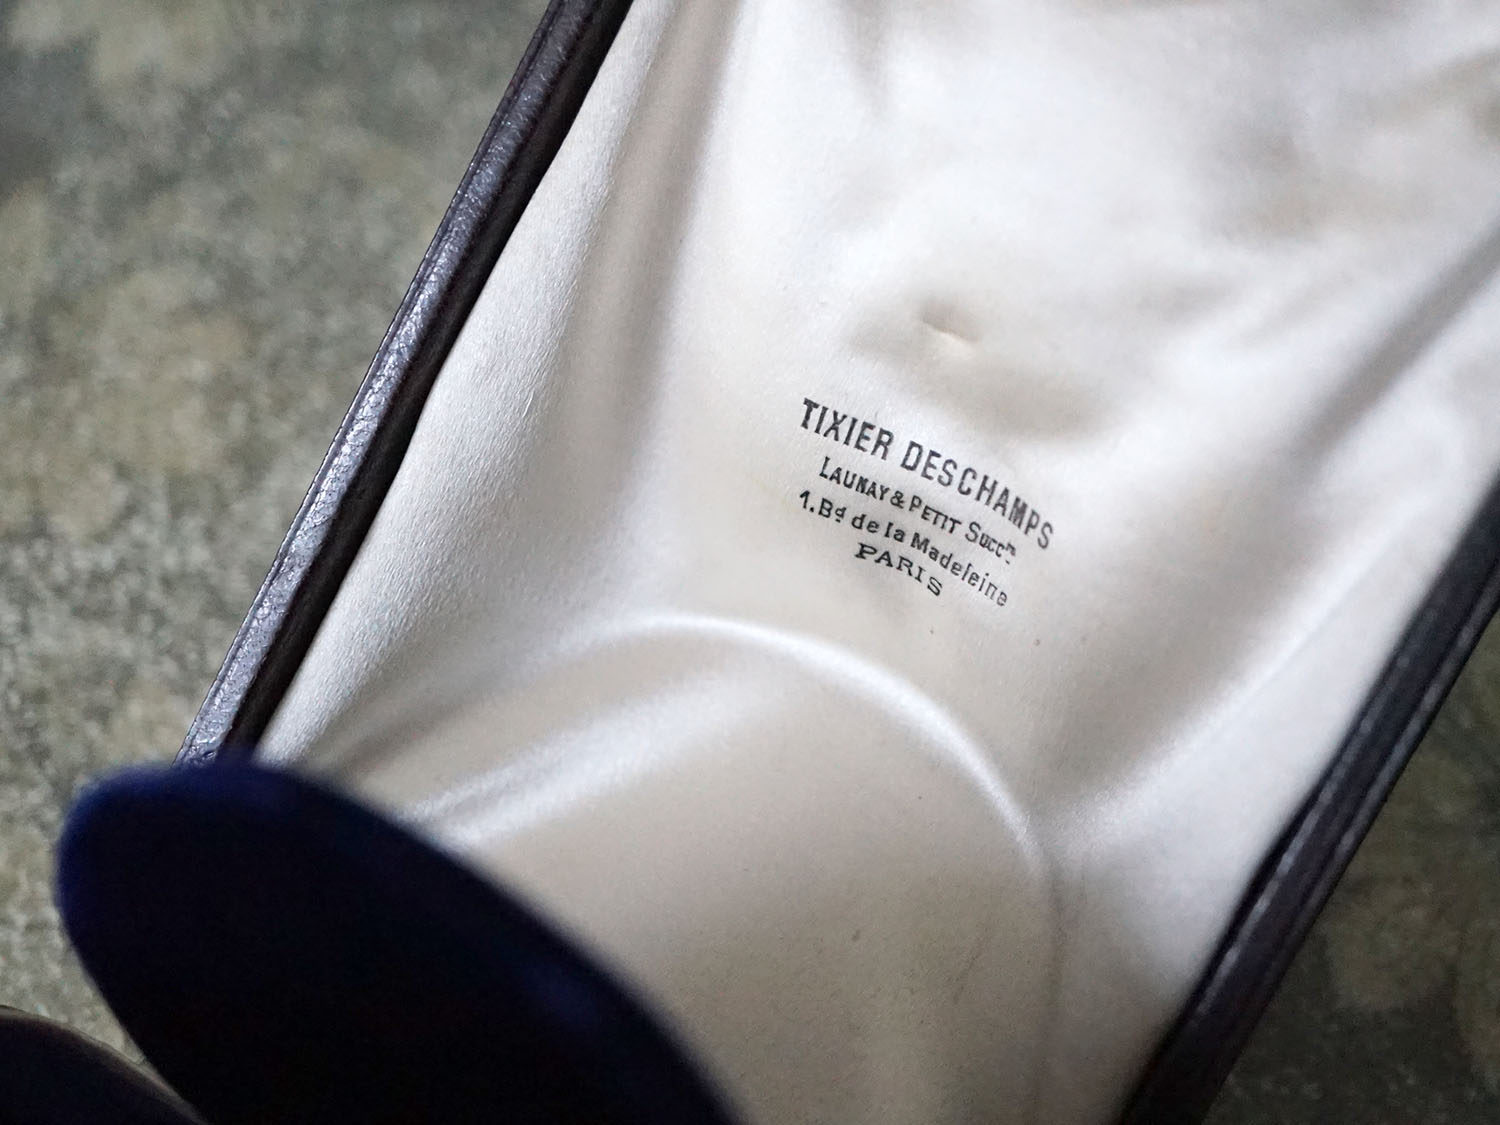 TIXIER DESCHAMPS
LAUNAY & PETIT Succrs
1. Bd de la Madeleine
PARIS